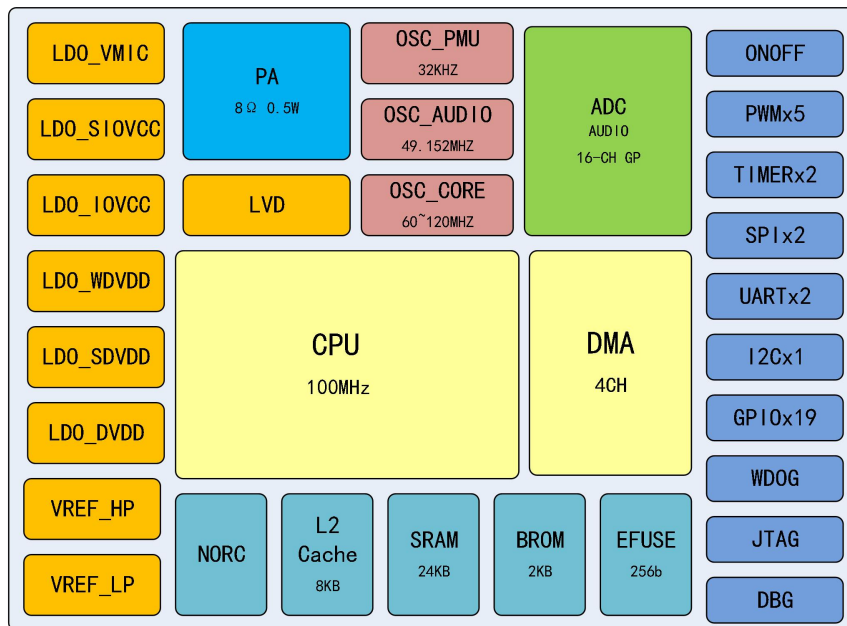 LDO_VMIC
LDO_SIOVCC
LDO_IOVCC
LDO_WDVDD
LDO_SDVDD
LDO_DVDD
VREF_HP
VREF_LP
PA
8Ω 0.5W
LVD
OSC_PMU
32KHZ
OSC_AUDIO
49.152MHZ
OSC_CORE
60~120MHZ
ADC
AUDIO
16-CH GP
CPU
100MHz
DMA
4CH
NORC
L2
Cache
8KB
SRAM
24KB
BROM
2KB
EFUSE
256b
ONOFF
PWMx5
TIMERx2
SPIx2
UARTx2
I2Cx1
GPIOx19
WDOG
JTAG
DBG